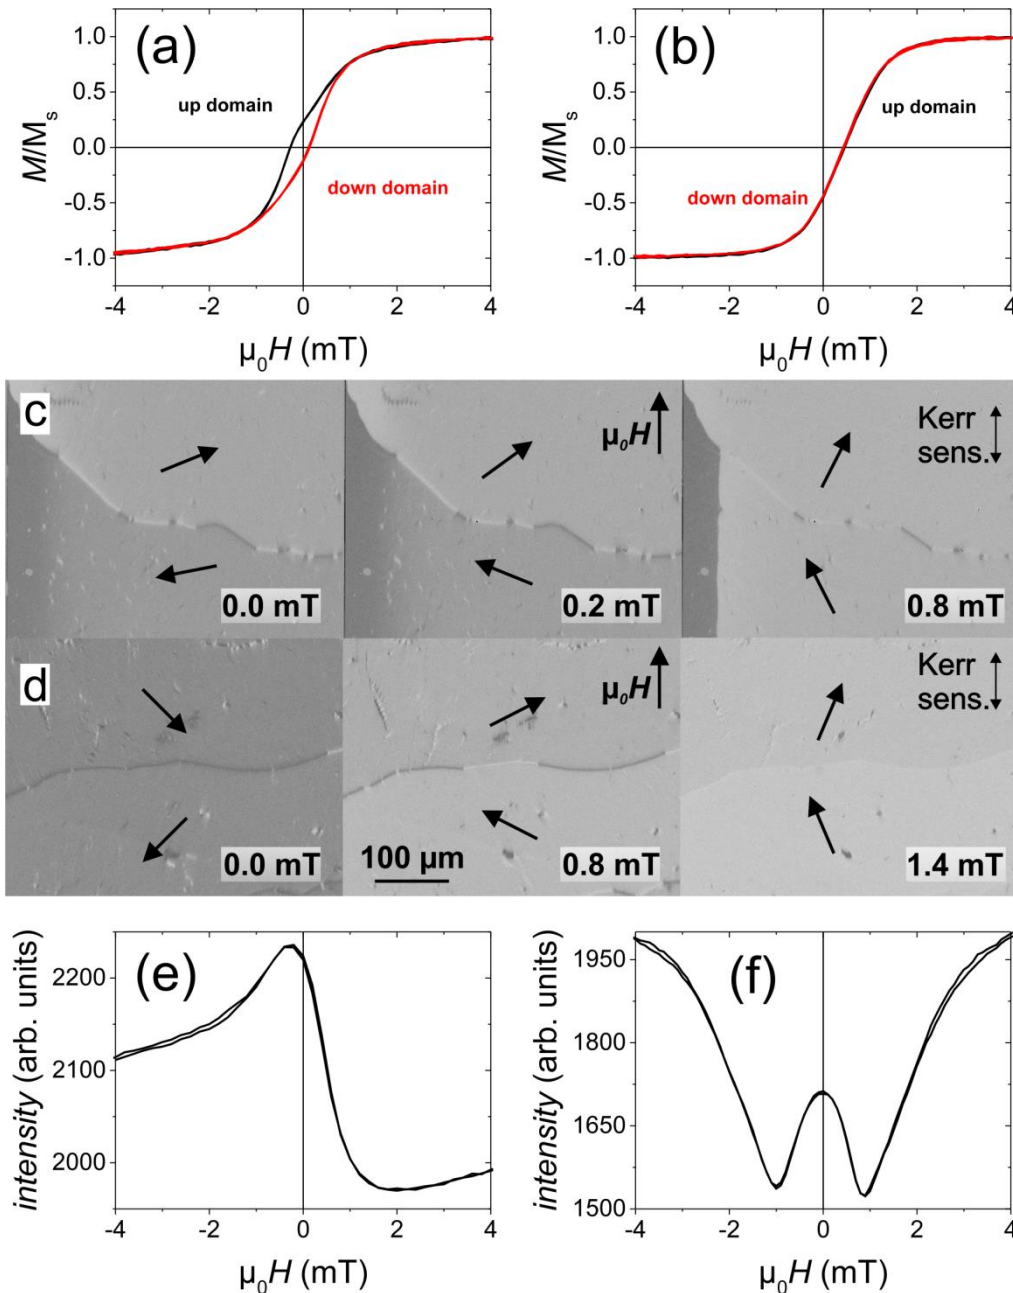 (a)
up domain
down domain
M/Ms
1.0
0.5
0.0
-0.5
-1.0
-4 -2 0 2 4
μ0H (mT)
(b)
up domain
down domain
M/Ms
1.0
0.5
0.0
-0.5
-1.0
-4 -2 0 2 4
μ0H (mT)
c
0.0 mT
μ0H
0.2 mT
Kerr
sens.
0.8 mT
d
0.0 mT
μ0H
100 μm
0.8 mT
Kerr
sens.
1.4 mT
(e)
intensity (arb. units)
2200
2100
2000
-4 -2 0 2 4
μ0H (mT)
(f)
intensity (arb. units)
1950
1800
1650
1500
-4 -2 0 2 4
μ0H (mT)